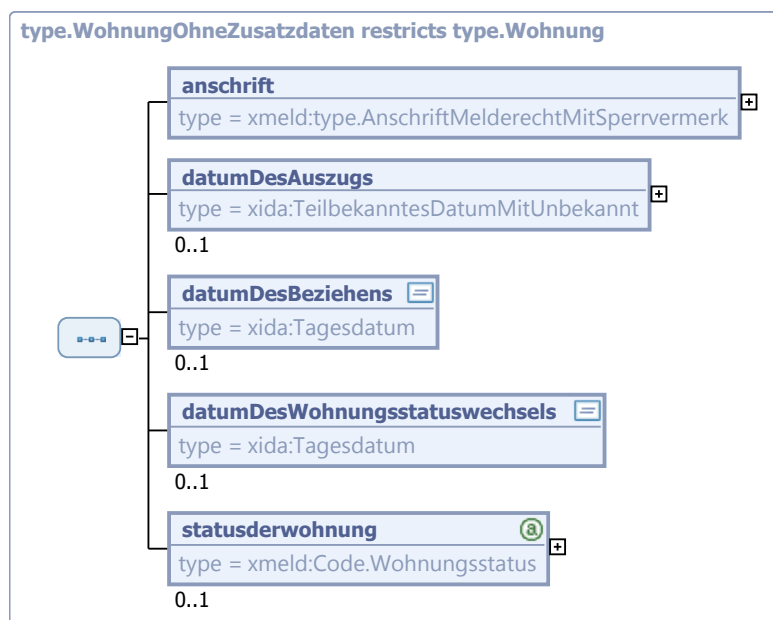 type.WohnungOhneZusatzdaten restricts type.Wohnung
anschrift
type = xmeld:type.AnschriftMelderechtMitSperrvermerk
datumDesAuszugs
type = xida:TeilbekanntesDatumMitUnbekannt
0..1
datumDesBeziehens
type = xida:Tagesdatum
0..1
datumDesWohnungsstatuswechsels
type = xida:Tagesdatum
0..1
statusderwohnung
type = xmeld:Code.Wohnungsstatus
0..1